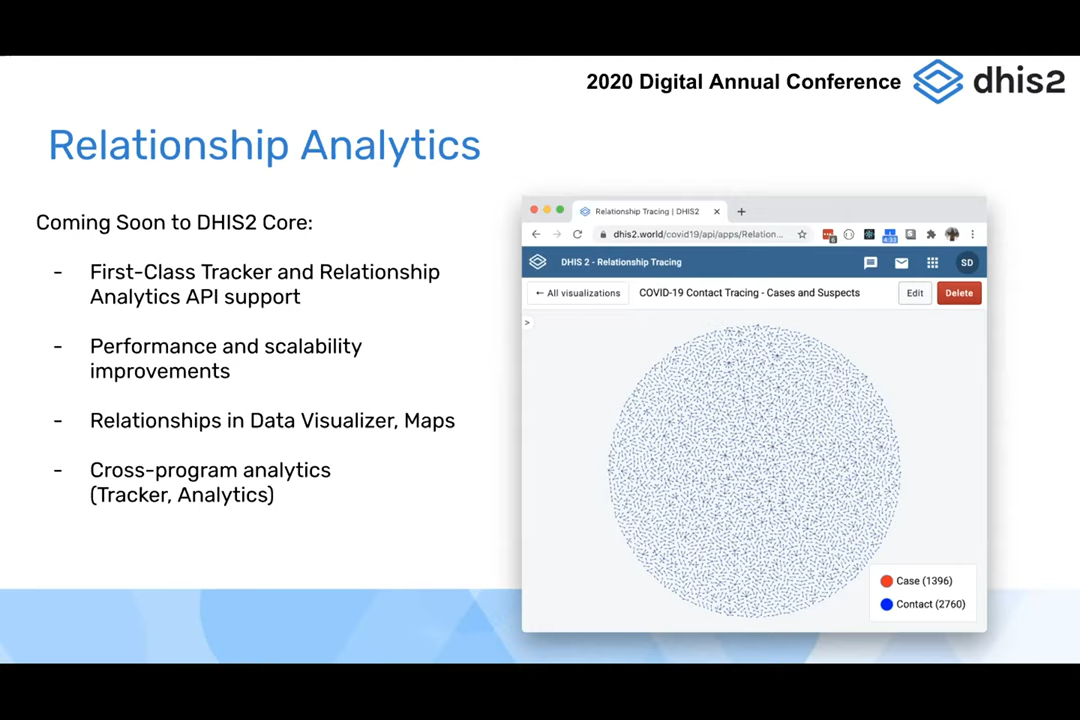 2020 Digital Annual Conference dhis2
Relationship Analytics
Coming Soon to DHIS2 Core:
- First-Class Tracker and Relationship
Analytics API support
- Performance and scalability
improvements
- Relationships in Data Visualizer, Maps
- Cross-program analytics
(Tracker, Analytics)
Relationship Tracing | DHIS2
dhis2.world/covid19/api/apps/Relation...
DHIS 2 - Relationship Tracing
SD
← All visualizations
COVID-19 Contact Tracing - Cases and Suspects
Edit
Delete
>
Case (1396)
Contact (2760)